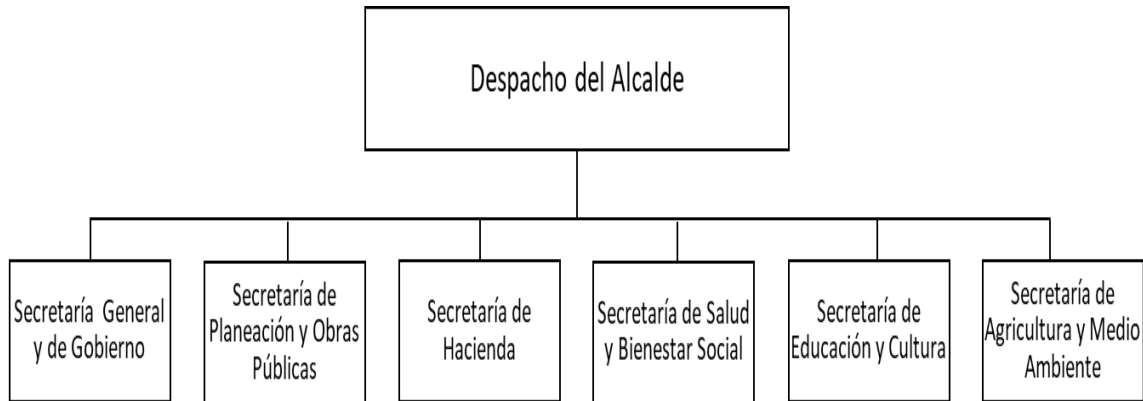 Despacho del Alcalde
Secretaría General
y de Gobierno
Secretaría de
Planeación y Obras
Públicas
Secretaría de
Hacienda
Secretaría de Salud
y Bienestar Social
Secretaría de
Educación y Cultura
Secretaría de
Agricultura y Medio
Ambiente